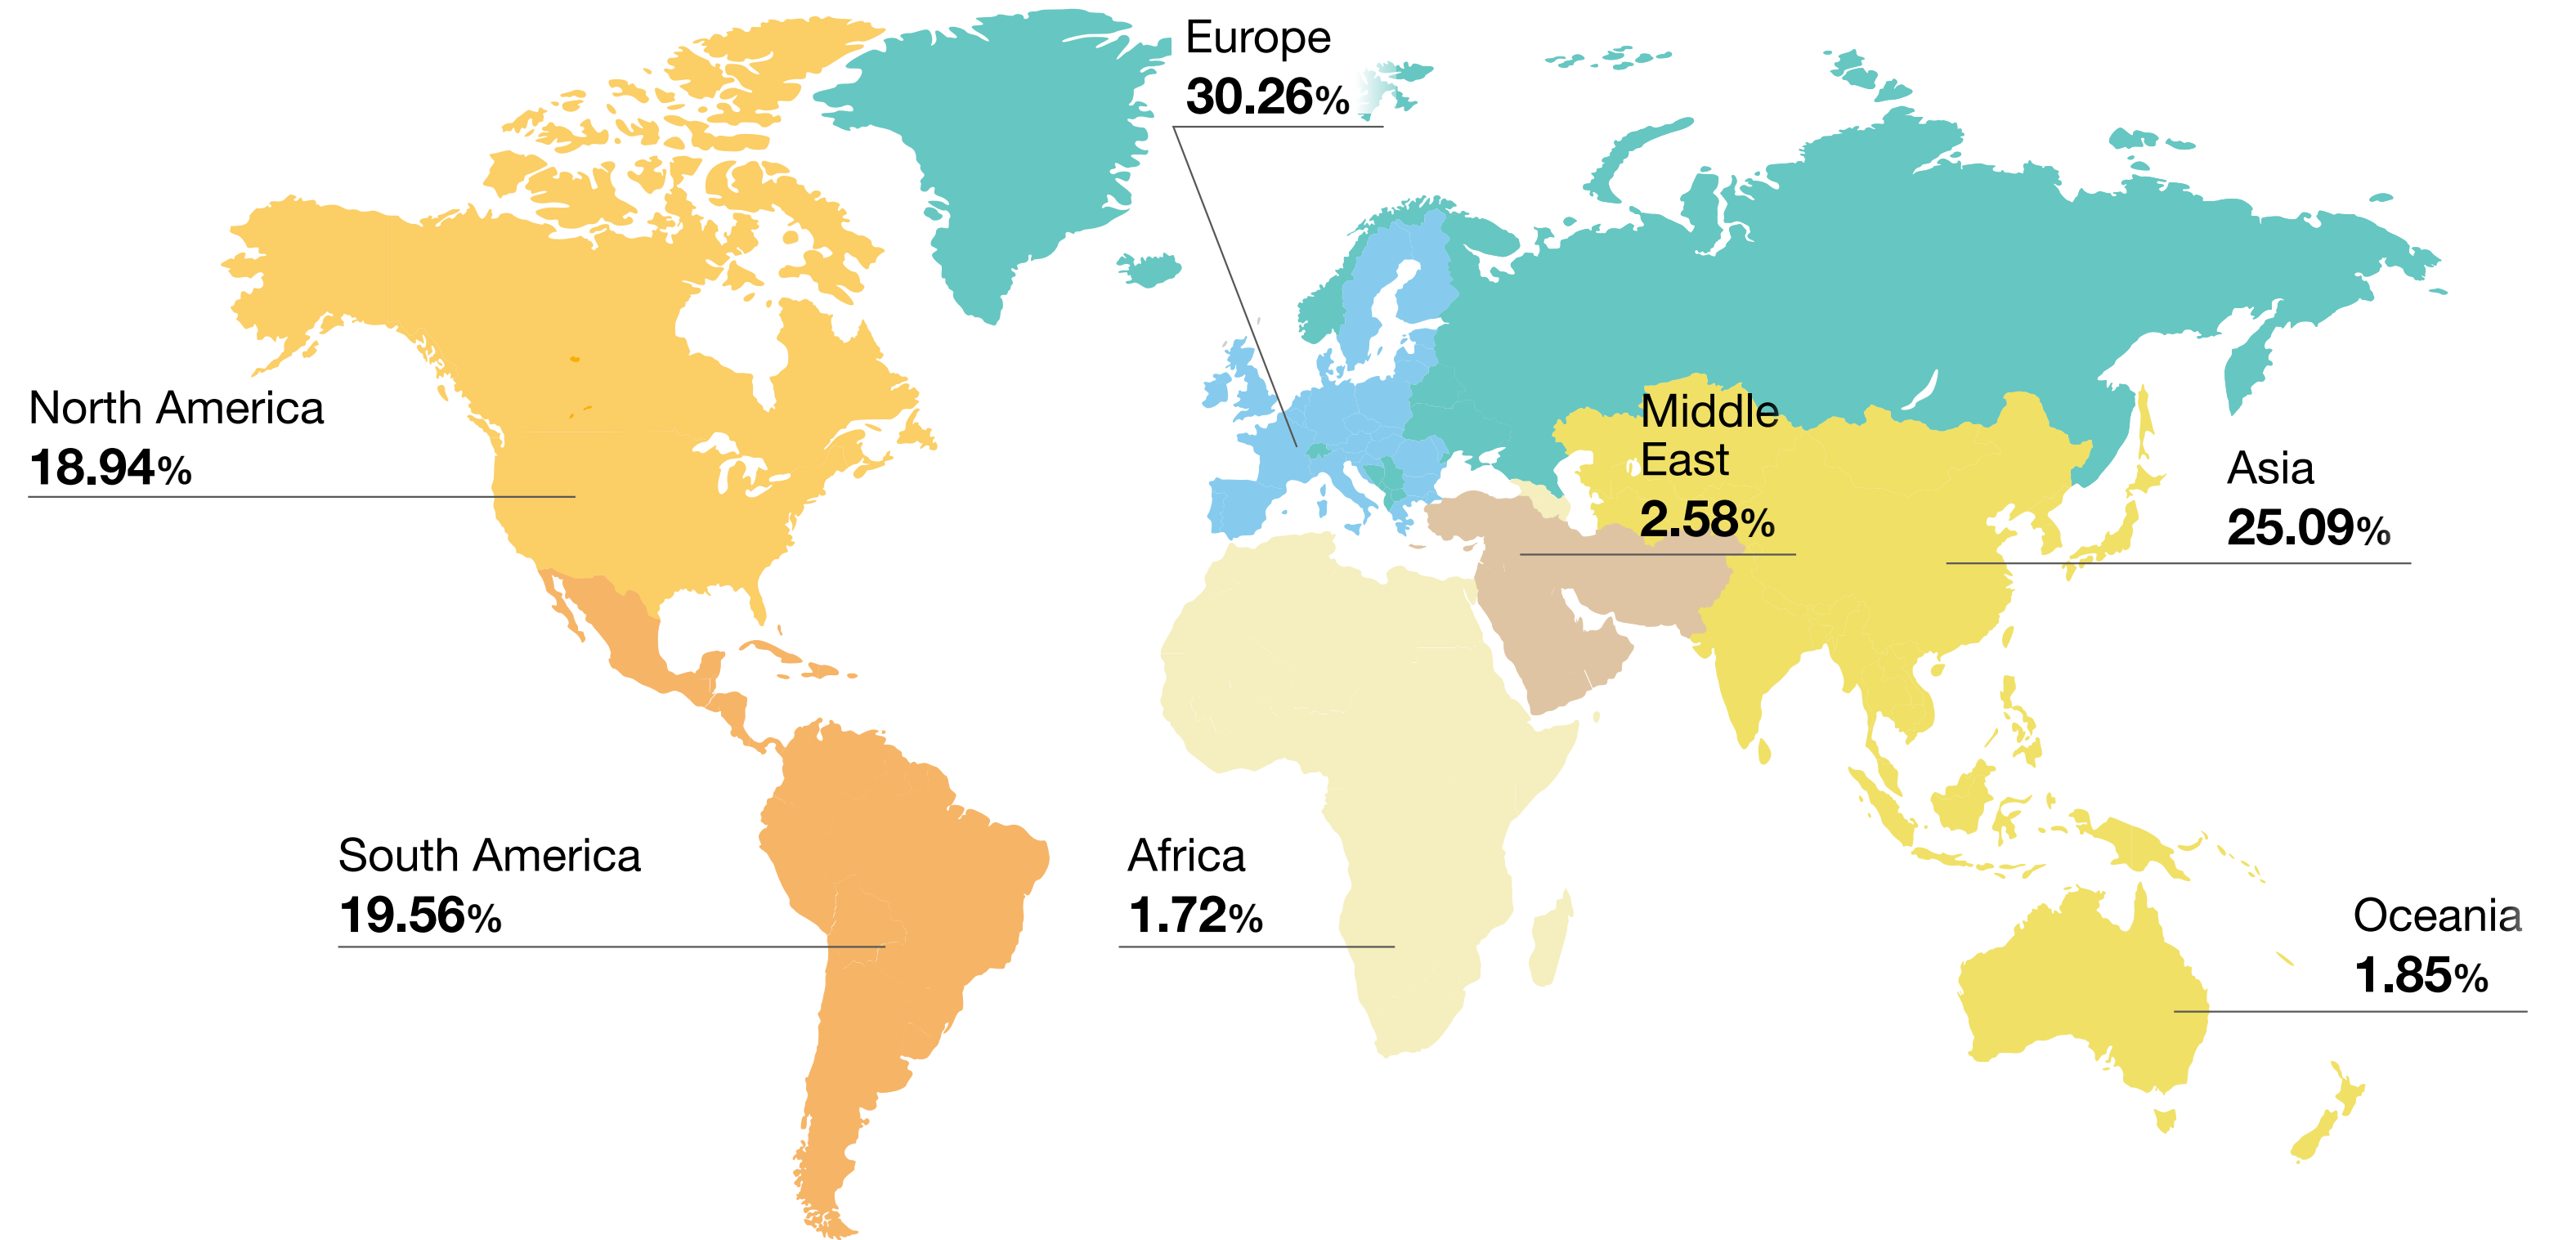 Europe
30.26%
North America
18.94%
Middle
East
2.58%
Asia
25.09%
South America
19.56%
Africa
1.72%
Oceania
1.85%